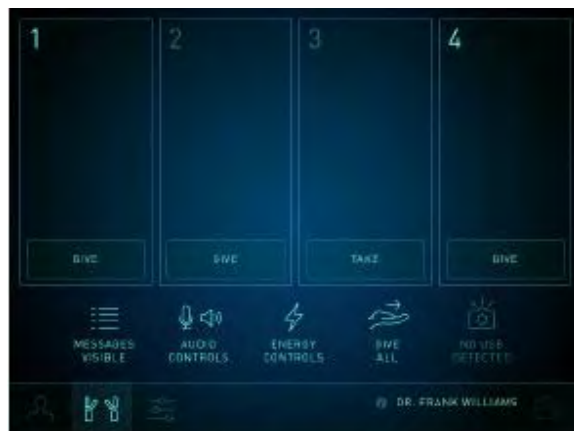 1
2
3
4
GIVE
GIVE
TAKE
GIVE
MESSAGES
VISIBLE
AUDIO
CONTROLS
ENERGY
CONTROLS
GIVE
ALL
NO USB
DETECTED
DR. FRANK WILLIAMS